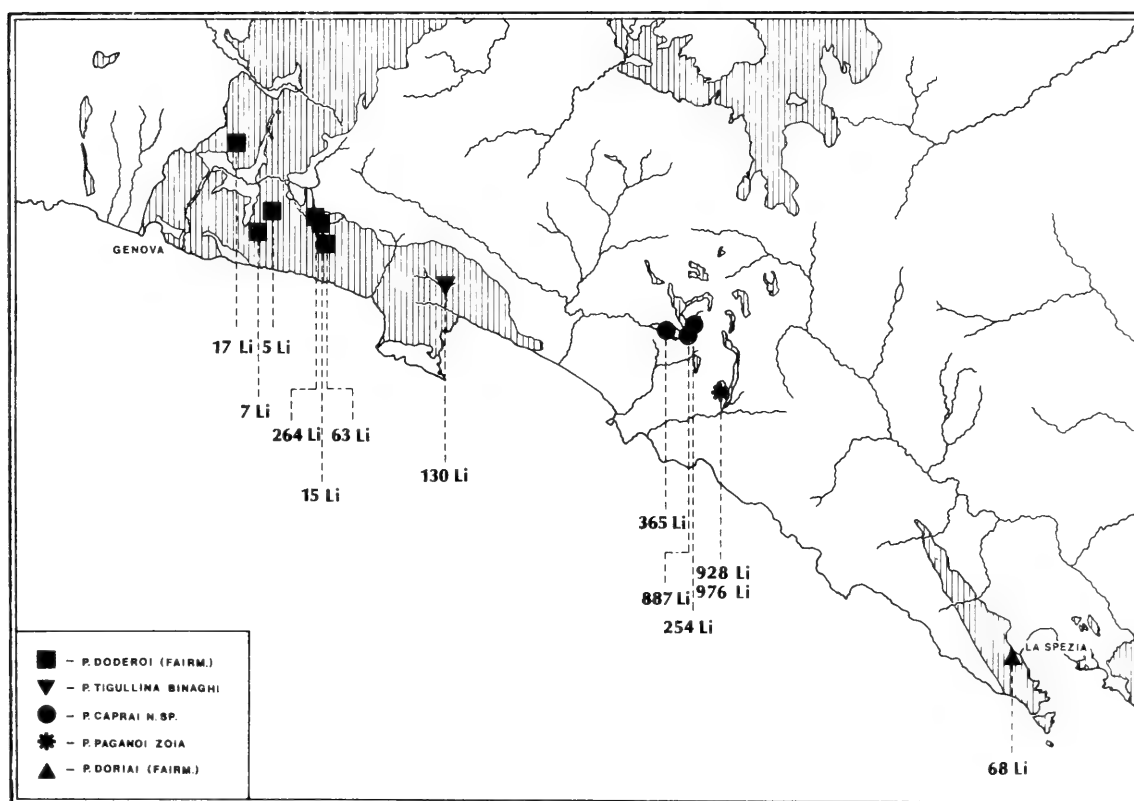 GENOVA
17 Li
5 Li
7 Li
264 Li
63 Li
15 Li
130 Li
365 Li
887 Li
254 Li
928 Li
976 Li
LA SPEZIA
68 Li
– P. DODEROI (FAIRM.)
– P. TIGULLINA BINAGHI
– P. CAPRAI N. SP.
– P. PAGANOI ZOIA
– P. DORIAI (FAIRM.)